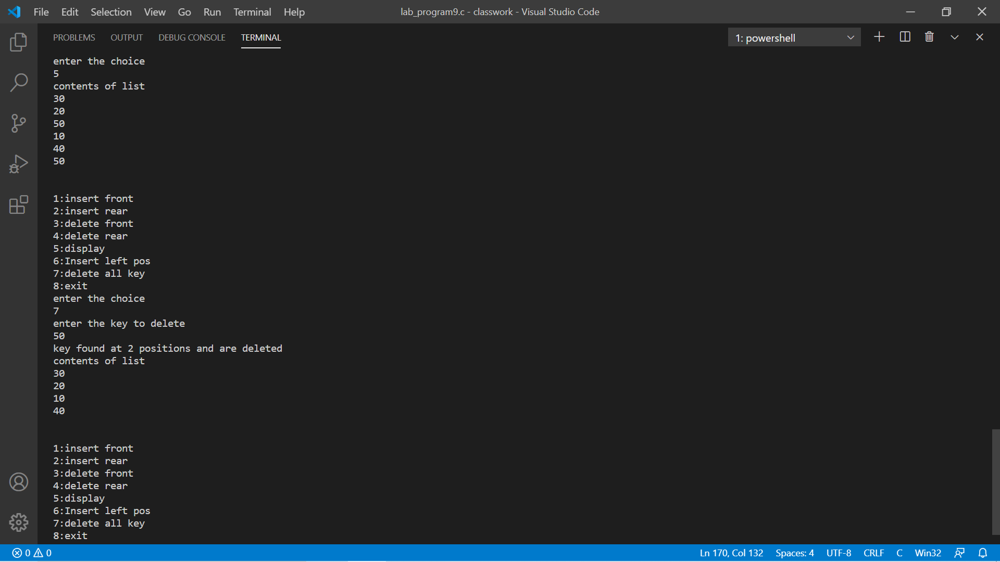 File Edit Selection View Go Run Terminal Help
lab_program9.c - classwork - Visual Studio Code
PROBLEMS OUTPUT DEBUG CONSOLE TERMINAL
1: powershell
enter the choice
5
contents of list
30
20
50
10
40
50
1:insert front
2:insert rear
3:delete front
4:delete rear
5:display
6:Insert left pos
7:delete all key
8:exit
enter the choice
7
enter the key to delete
50
key found at 2 positions and are deleted
contents of list
30
20
10
40
1:insert front
2:insert rear
3:delete front
4:delete rear
5:display
6:Insert left pos
7:delete all key
8:exit
0 0
Ln 170, Col 132 Spaces: 4 UTF-8 CRLF C Win32